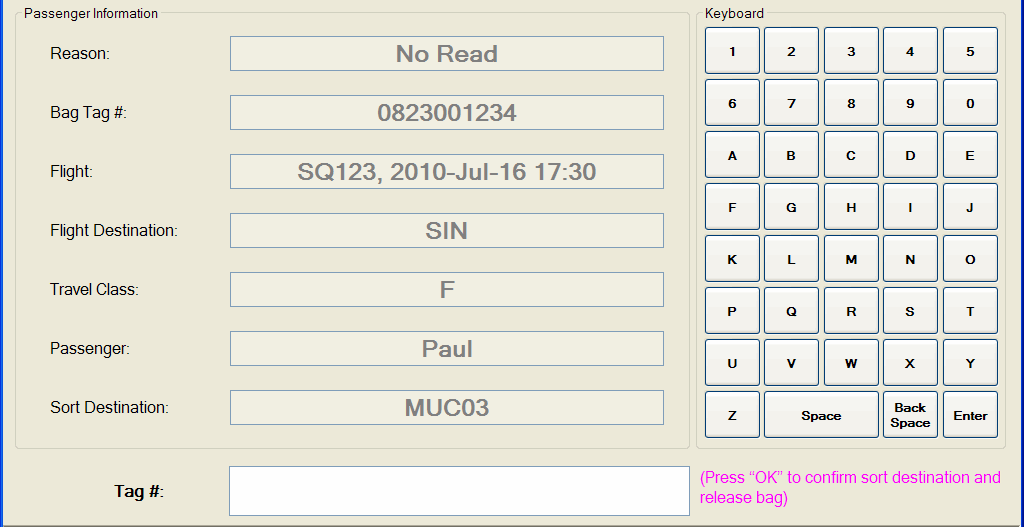 Passenger Information
Reason: No Read
Bag Tag #: 0823001234
Flight: SQ123, 2010-Jul-16 17:30
Flight Destination: SIN
Travel Class: F
Passenger: Paul
Sort Destination: MUC03
Keyboard
1 2 3 4 5
6 7 8 9 0
A B C D E
F G H I J
K L M N O
P Q R S T
U V W X Y
Z Space Back Space Enter
Tag #:
(Press “OK” to confirm sort destination and
release bag)